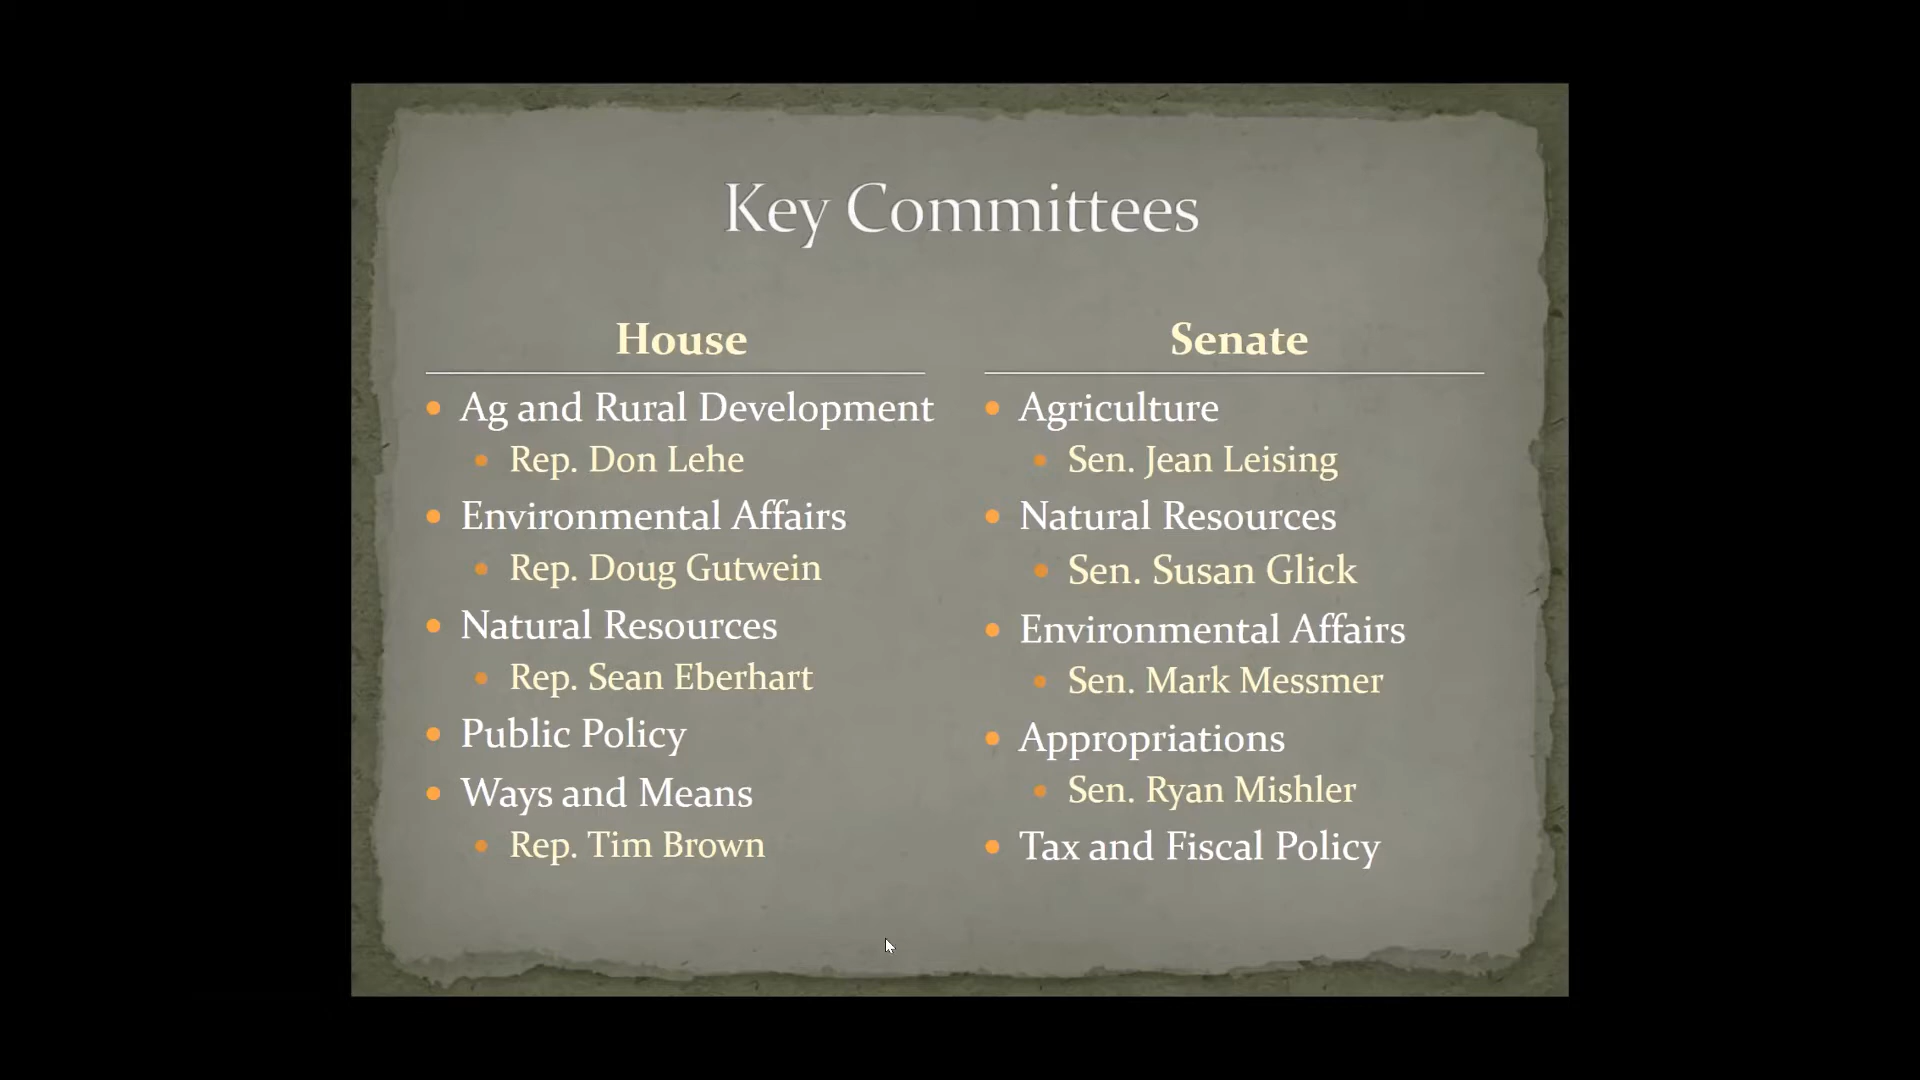 Key Committees
House
Ag and Rural Development
Rep. Don Lehe
Environmental Affairs
Rep. Doug Gutwein
Natural Resources
Rep. Sean Eberhart
Public Policy
Ways and Means
Rep. Tim Brown
Senate
Agriculture
Sen. Jean Leising
Natural Resources
Sen. Susan Glick
Environmental Affairs
Sen. Mark Messmer
Appropriations
Sen. Ryan Mishler
Tax and Fiscal Policy